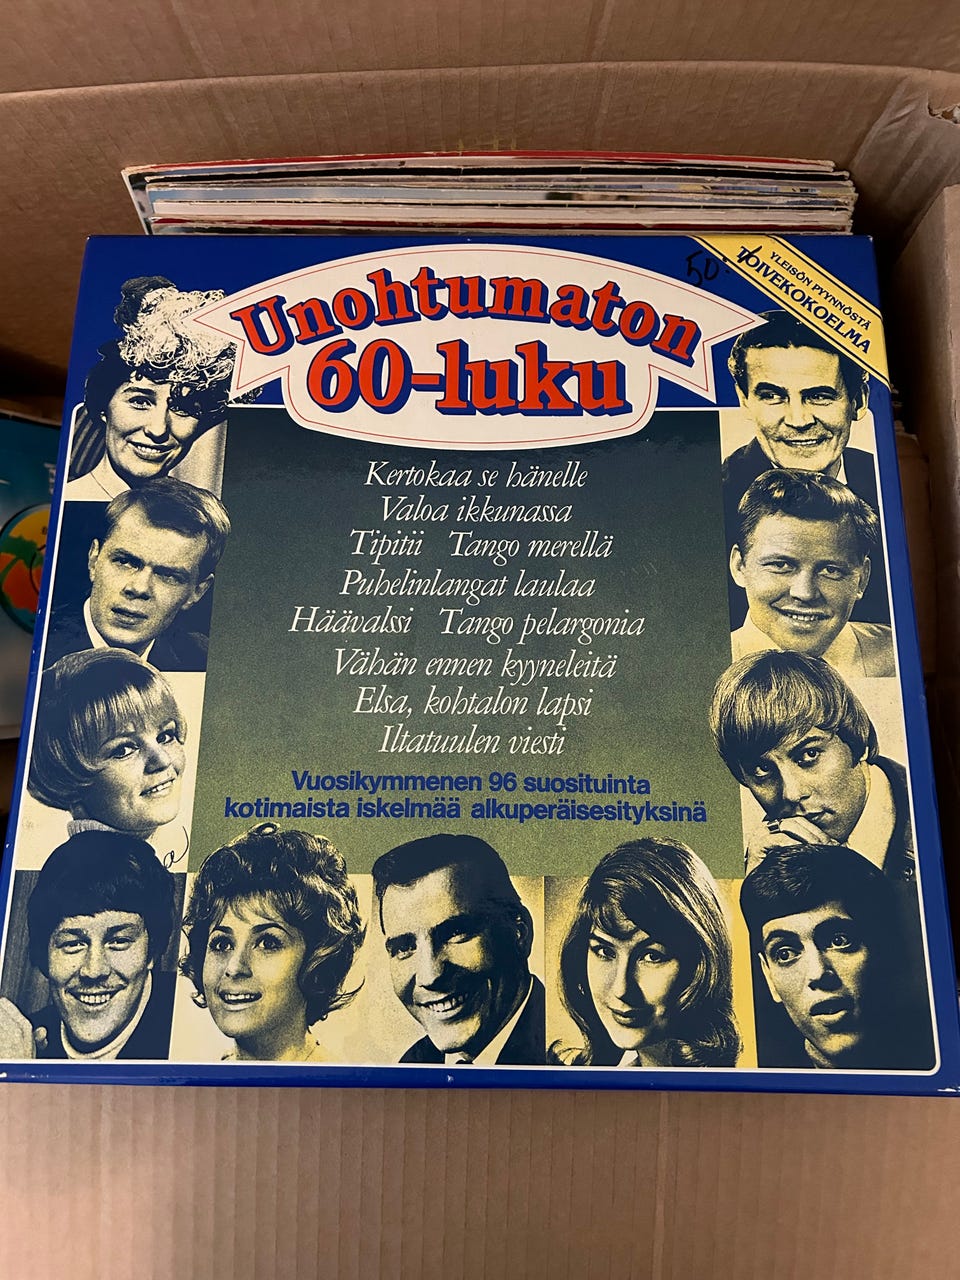 50:
YLEISÖN PYYNNÖSTÄ
TOIVEKOKOELMA
Unohtumaton
60-luku
Kertokaa se hänelle
Valoa ikkunassa
Tipitii Tango merellä
Puhelinlangat laulaa
Häävalssi Tango pelargonia
Vähän ennen kyyneleitä
Elsa, kohtalon lapsi
Iltatuulen viesti
Vuosikymmenen 96 suosituinta
kotimaista iskelmää alkuperäisesityksinä